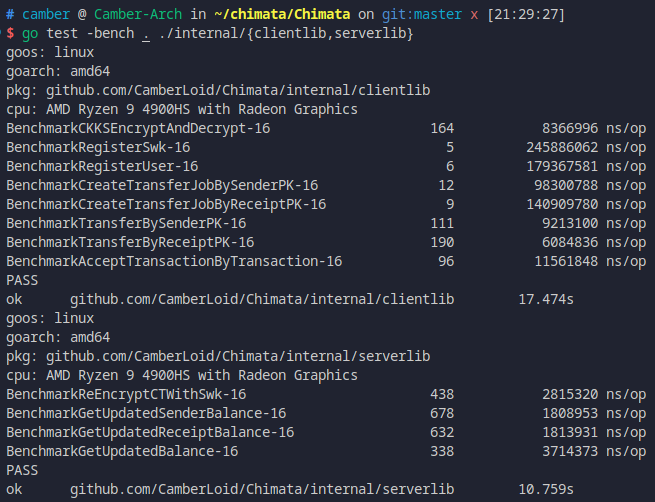 # camber @ Camber-Arch in ~/chimata/Chimata on git:master x [21:29:27]
$ go test -bench . ./internal/{clientlib,serverlib}
goos: linux
goarch: amd64
pkg: github.com/CamberLoid/Chimata/internal/clientlib
cpu: AMD Ryzen 9 4900HS with Radeon Graphics
BenchmarkCKKSEncryptAndDecrypt-16 164 8366996 ns/op
BenchmarkRegisterSwk-16 5 245886062 ns/op
BenchmarkRegisterUser-16 6 179367581 ns/op
BenchmarkCreateTransferJobBySenderPK-16 12 98300788 ns/op
BenchmarkCreateTransferJobByReceiptPK-16 9 140909780 ns/op
BenchmarkTransferBySenderPK-16 111 9213100 ns/op
BenchmarkTransferByReceiptPK-16 190 6084836 ns/op
BenchmarkAcceptTransactionByTransaction-16 96 11561848 ns/op
PASS
ok github.com/CamberLoid/Chimata/internal/clientlib 17.474s
goos: linux
goarch: amd64
pkg: github.com/CamberLoid/Chimata/internal/serverlib
cpu: AMD Ryzen 9 4900HS with Radeon Graphics
BenchmarkReEncryptCTWithSwk-16 438 2815320 ns/op
BenchmarkGetUpdatedSenderBalance-16 678 1808953 ns/op
BenchmarkGetUpdatedReceiptBalance-16 632 1813931 ns/op
BenchmarkGetUpdatedBalance-16 338 3714373 ns/op
PASS
ok github.com/CamberLoid/Chimata/internal/serverlib 10.759s